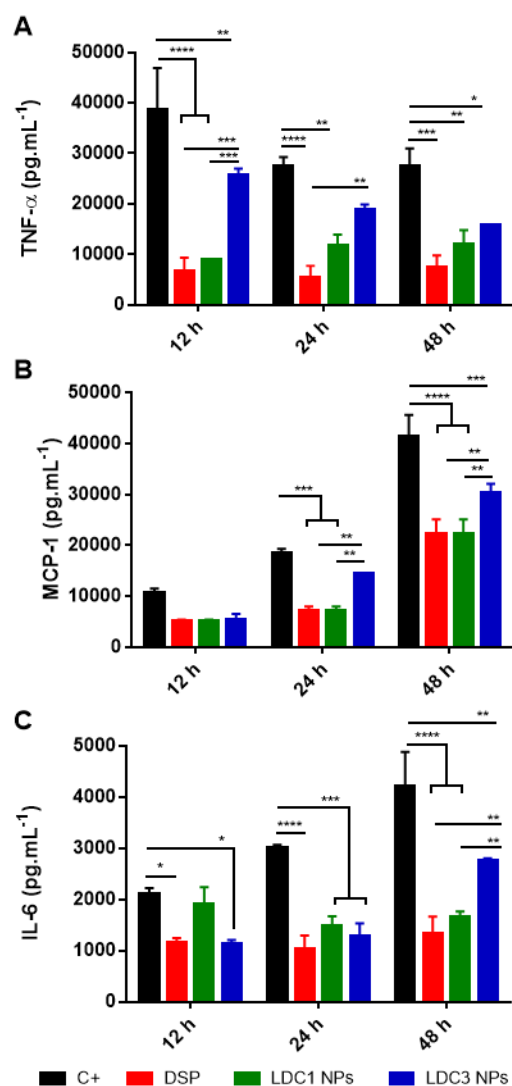 A
TNF-α (pg.mL⁻¹)
50000
40000
30000
20000
10000
0
**
****
***
***
**
****
**
*
**
***
12 h
24 h
48 h
B
MCP-1 (pg.mL⁻¹)
50000
40000
30000
20000
10000
0
***
**
**
***
****
**
**
12 h
24 h
48 h
C
IL-6 (pg.mL⁻¹)
5000
4000
3000
2000
1000
0
*
*
***
****
**
****
**
**
12 h
24 h
48 h
C+ DSP LDC1 NPs LDC3 NPs